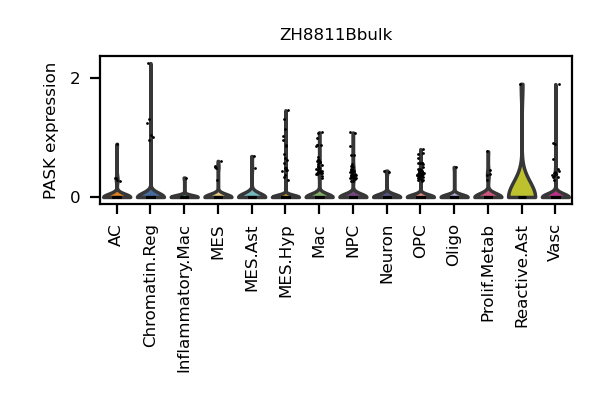 ZH8811Bbulk
PASK expression
2
0
AC
Chromatin.Reg
Inflammatory.Mac
MES
MES.Ast
MES.Hyp
Mac
NPC
Neuron
OPC
Oligo
Prolif.Metab
Reactive.Ast
Vasc